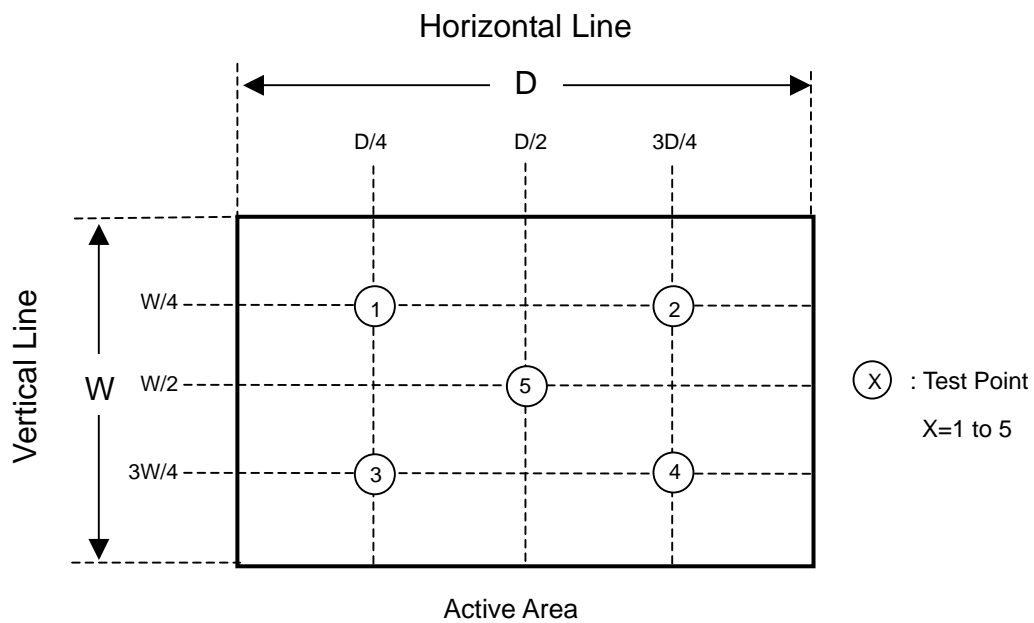 Horizontal Line
D
D/4 D/2 3D/4
W/4 1 2
Vertical Line
W
W/2 5
X : Test Point
X=1 to 5
3W/4 3 4
Active Area